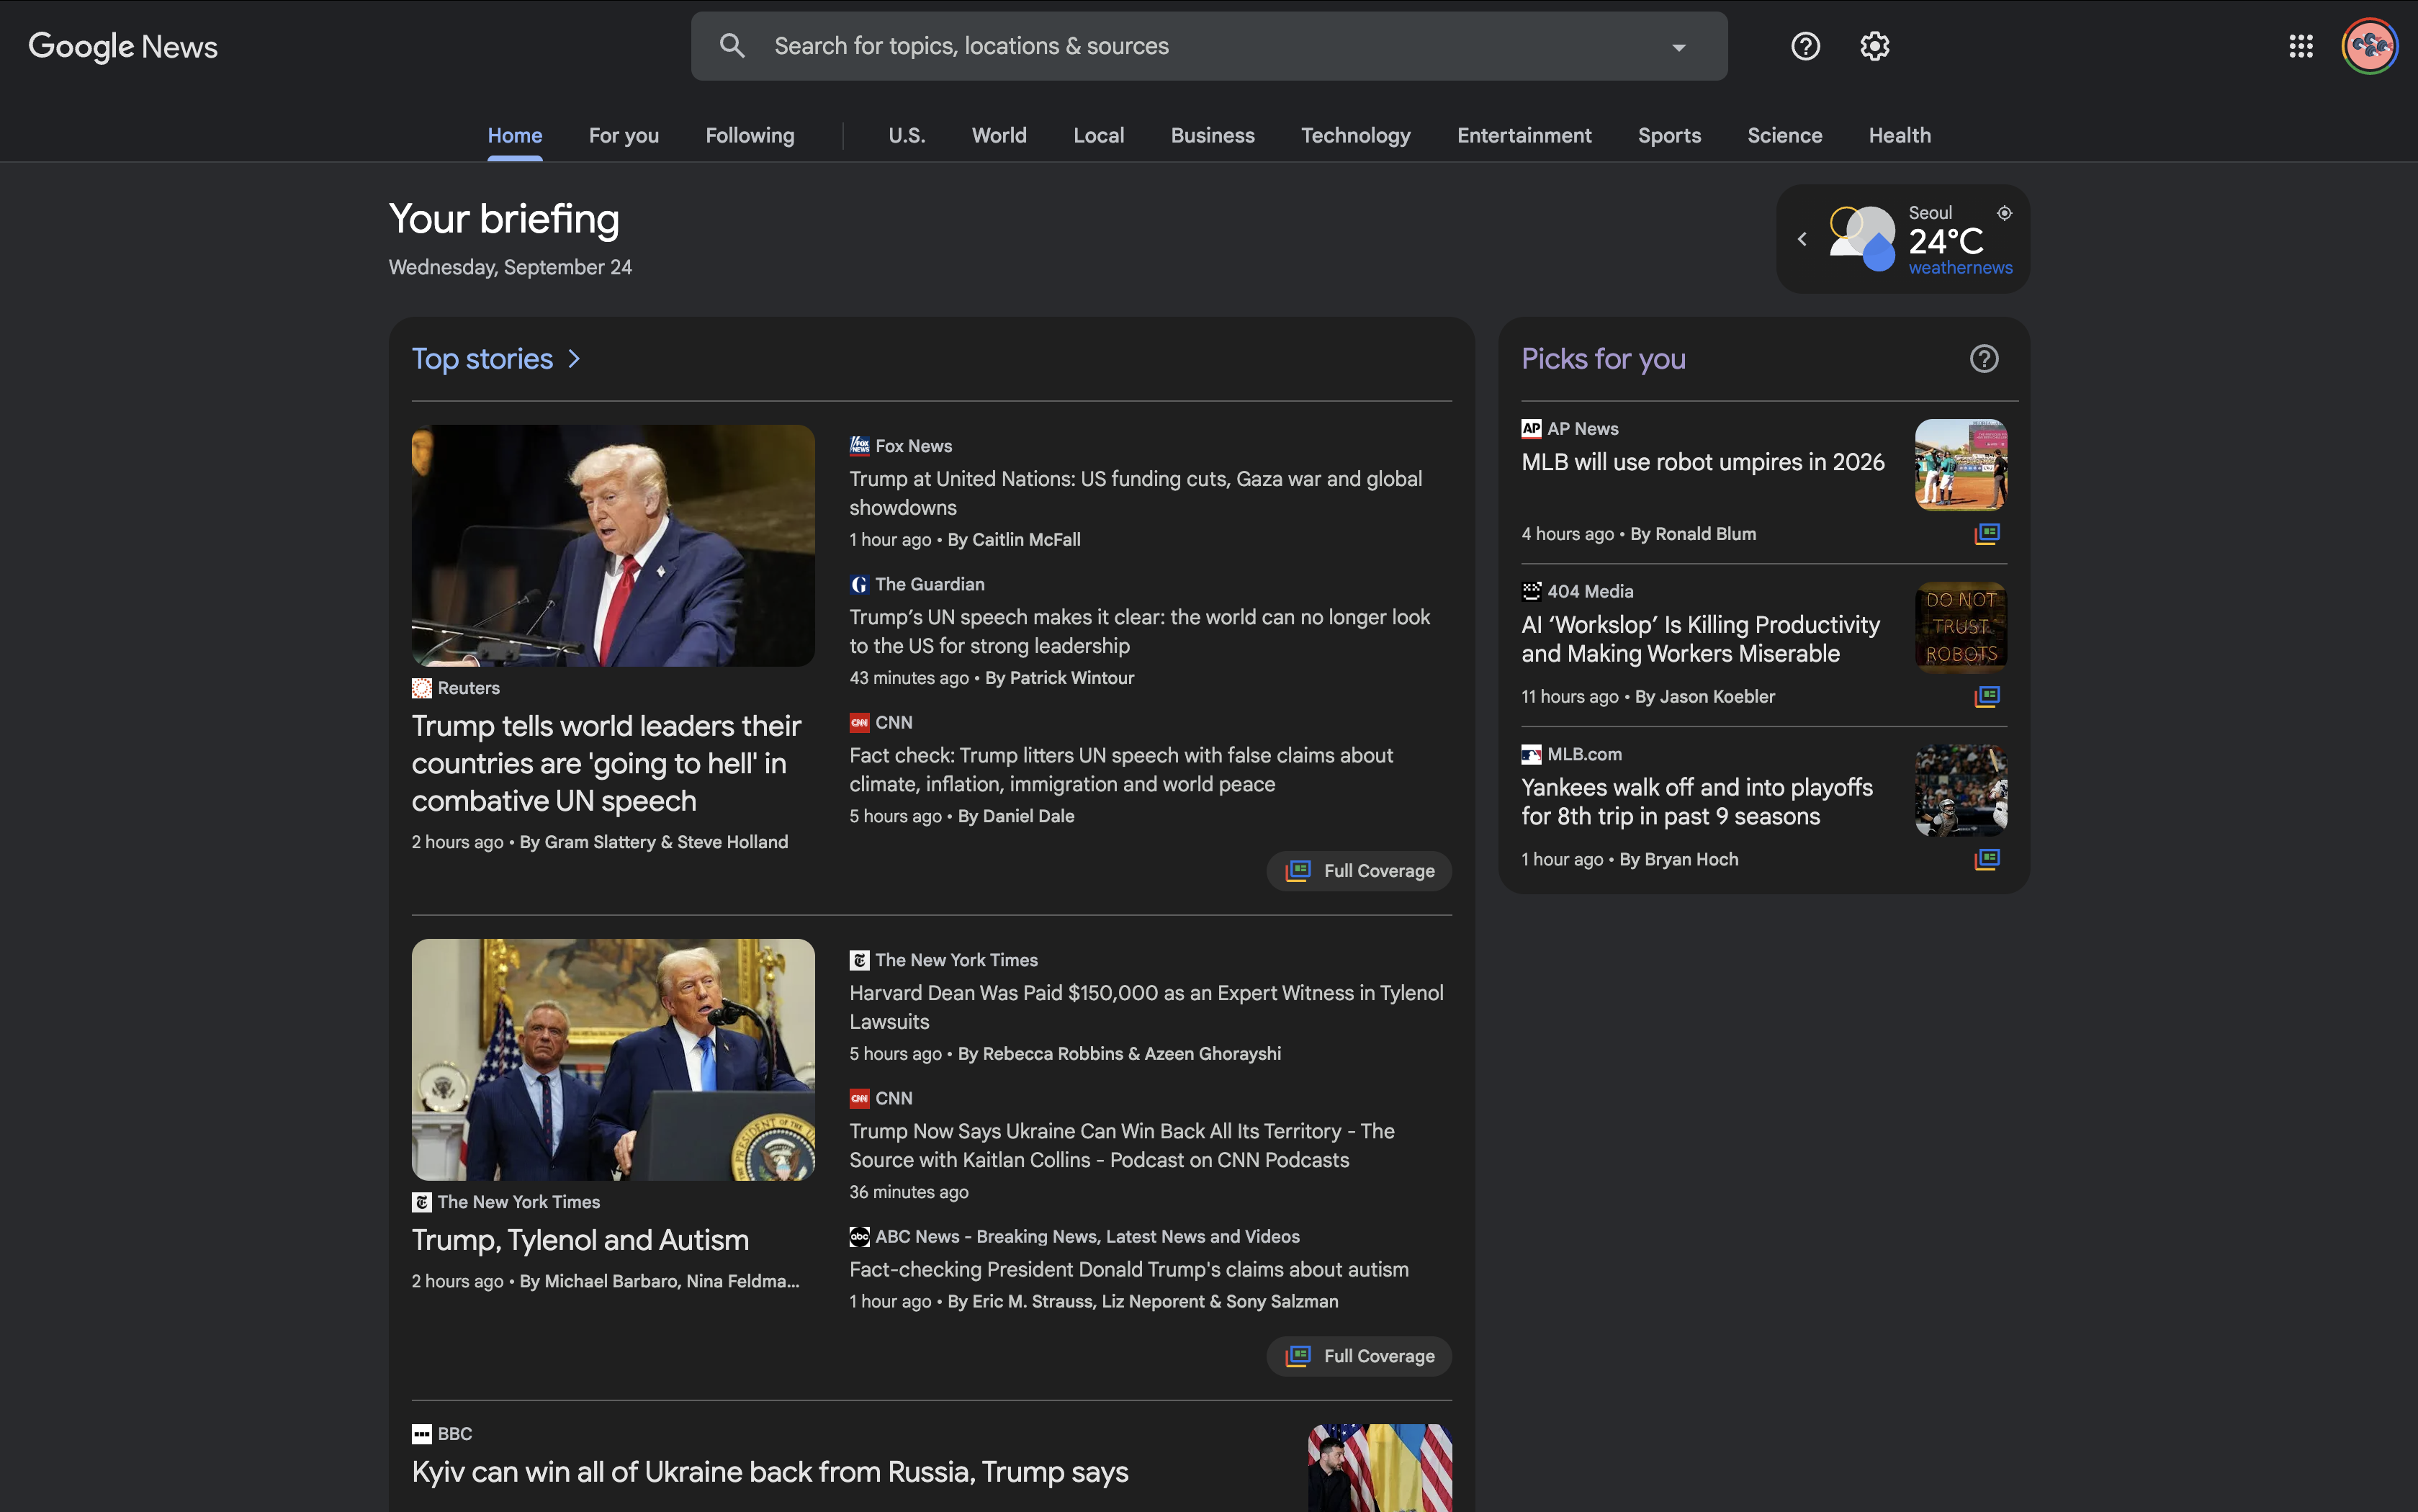 Google News
Search for topics, locations & sources
Home
For you
Following
U.S.
World
Local
Business
Technology
Entertainment
Sports
Science
Health
Your briefing
Wednesday, September 24
Seoul
24°C
weathernews
Top stories
Reuters
Trump tells world leaders their
countries are 'going to hell' in
combative UN speech
2 hours ago • By Gram Slattery & Steve Holland
FOX NEWS
Fox News
Trump at United Nations: US funding cuts, Gaza war and global
showdowns
1 hour ago • By Caitlin McFall
G
The Guardian
Trump’s UN speech makes it clear: the world can no longer look
to the US for strong leadership
43 minutes ago • By Patrick Wintour
CNN
CNN
Fact check: Trump litters UN speech with false claims about
climate, inflation, immigration and world peace
5 hours ago • By Daniel Dale
Full Coverage
PRESIDENT OF THE
The New York Times
Trump, Tylenol and Autism
2 hours ago • By Michael Barbaro, Nina Feldma...
The New York Times
Harvard Dean Was Paid $150,000 as an Expert Witness in Tylenol
Lawsuits
5 hours ago • By Rebecca Robbins & Azeen Ghorayshi
CNN
CNN
Trump Now Says Ukraine Can Win Back All Its Territory - The
Source with Kaitlan Collins - Podcast on CNN Podcasts
36 minutes ago
abc
ABC News - Breaking News, Latest News and Videos
Fact-checking President Donald Trump's claims about autism
1 hour ago • By Eric M. Strauss, Liz Neporent & Sony Salzman
Full Coverage
BBC
Kyiv can win all of Ukraine back from Russia, Trump says
Picks for you
AP
AP News
MLB will use robot umpires in 2026
4 hours ago • By Ronald Blum
404 Media
AI ‘Workslop’ Is Killing Productivity
and Making Workers Miserable
11 hours ago • By Jason Koebler
DO NOT
TRUST
ROBOTS
MLB.com
Yankees walk off and into playoffs
for 8th trip in past 9 seasons
1 hour ago • By Bryan Hoch